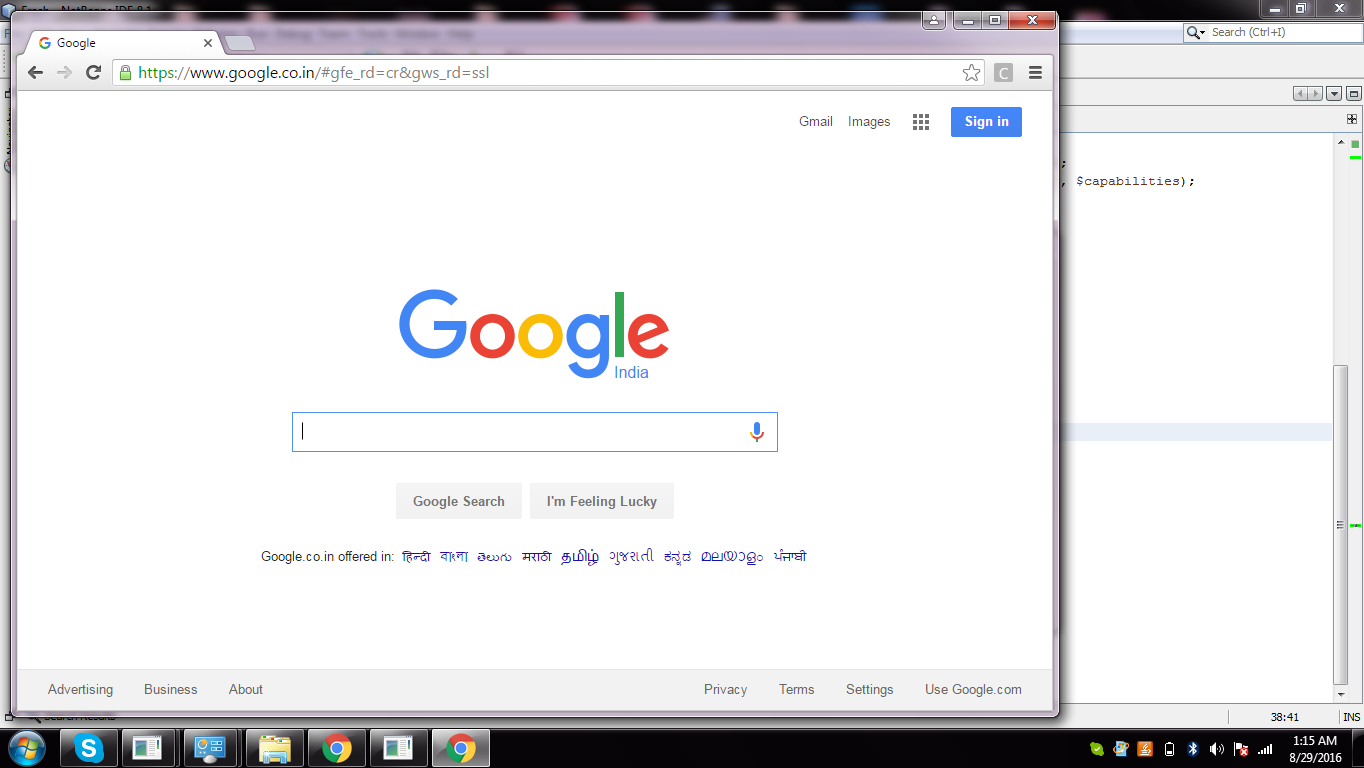 Search (Ctrl+I)
Google
https://www.google.co.in/#gfe_rd=cr&gws_rd=ssl
C
Gmail Images Sign in
;
, $capabilities);
Google
India
Google Search I'm Feeling Lucky
Google.co.in offered in: हिन्दी বাংলা తెలుగు मराठी தமிழ் ગુજરાતી ಕನ್ನಡ മലയാളം ਪੰਜਾਬੀ
Advertising Business About Privacy Terms Settings Use Google.com
Search Results 38:41 INS
1:15 AM
8/29/2016